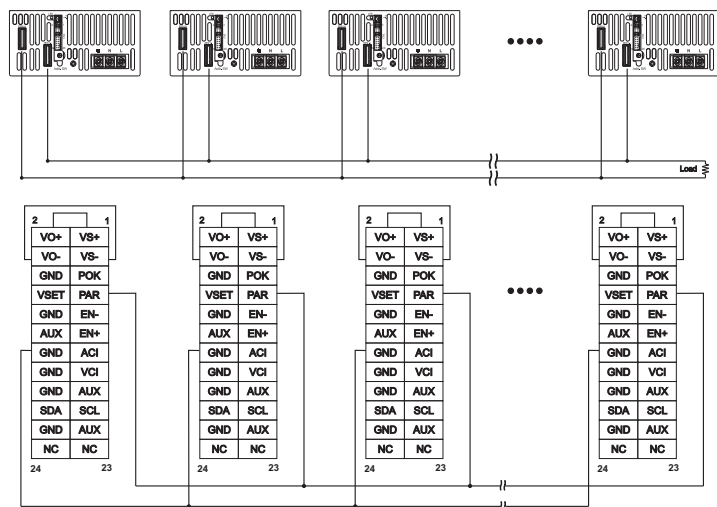 N L
N L
N L
N L
Load
2 1
VO+ VS+
VO- VS-
GND POK
VSET PAR
GND EN-
AUX EN+
GND ACI
GND VCI
GND AUX
SDA SCL
GND AUX
NC NC
24 23
2 1
VO+ VS+
VO- VS-
GND POK
VSET PAR
GND EN-
AUX EN+
GND ACI
GND VCI
GND AUX
SDA SCL
GND AUX
NC NC
24 23
2 1
VO+ VS+
VO- VS-
GND POK
VSET PAR
GND EN-
AUX EN+
GND ACI
GND VCI
GND AUX
SDA SCL
GND AUX
NC NC
24 23
2 1
VO+ VS+
VO- VS-
GND POK
VSET PAR
GND EN-
AUX EN+
GND ACI
GND VCI
GND AUX
SDA SCL
GND AUX
NC NC
24 23